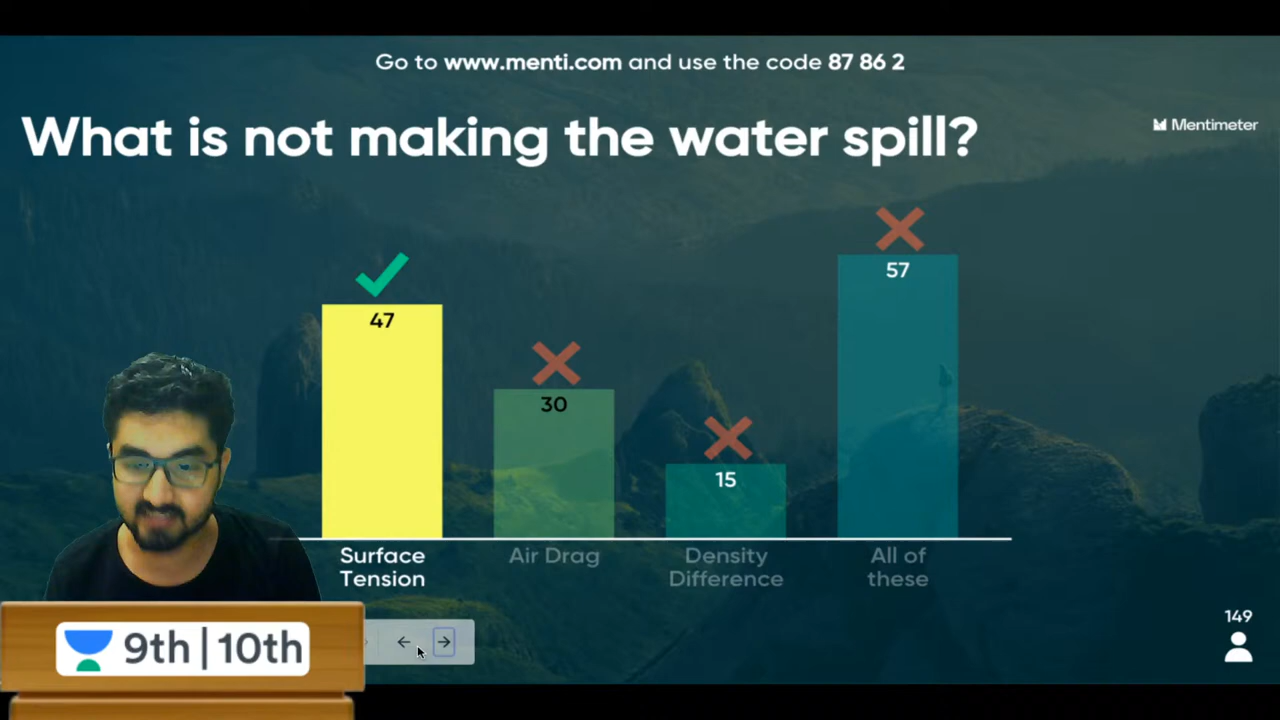 Go to www.menti.com and use the code 87 86 2
What is not making the water spill?
Mentimeter
47
30
15
57
Surface
Tension
Air Drag
Density
Difference
All of
these
149
9th | 10th